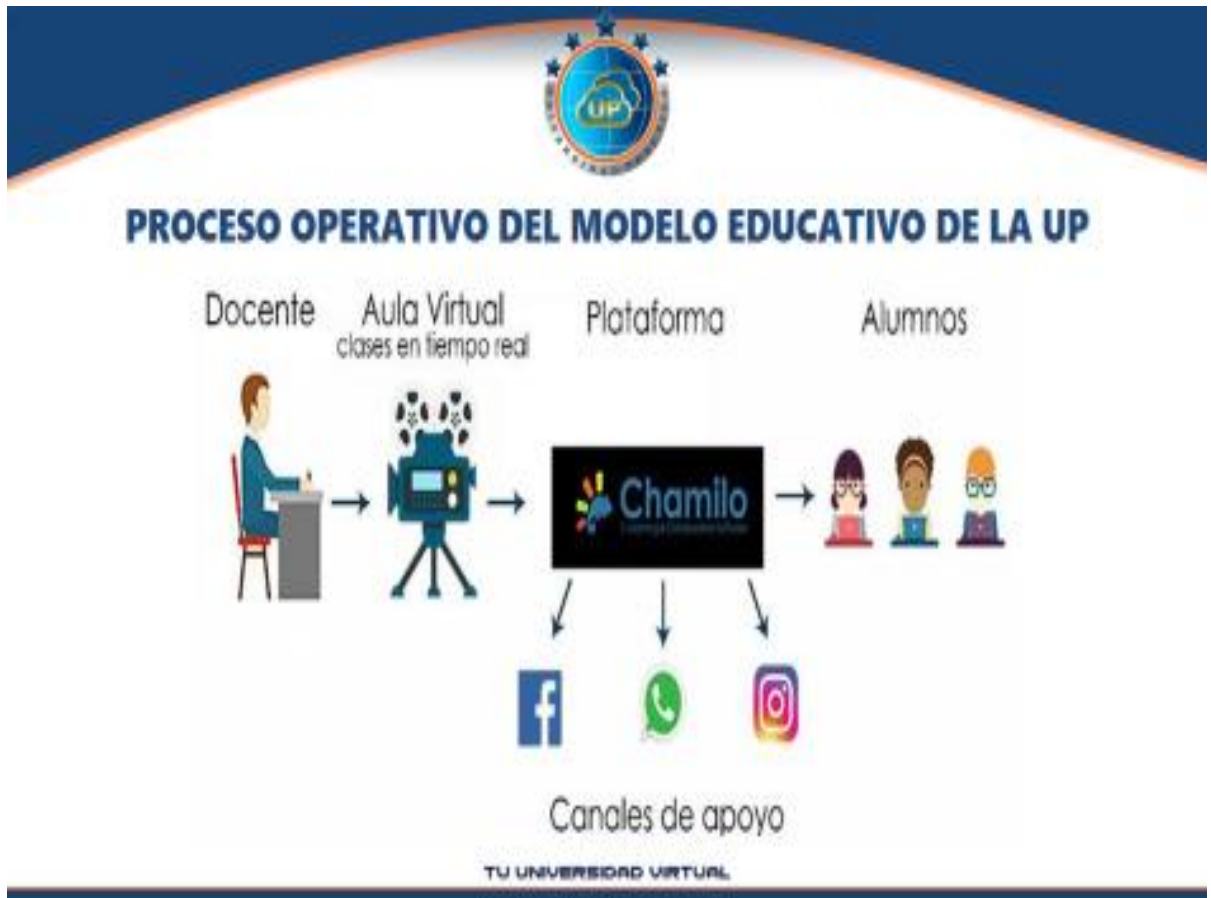 UP
PROCESO OPERATIVO DEL MODELO EDUCATIVO DE LA UP
Docente
Aula Virtual
clases en tiempo real
Plataforma
Alumnos
Chamilo
Canales de apoyo
TU UNIVERSIDAD VIRTUAL